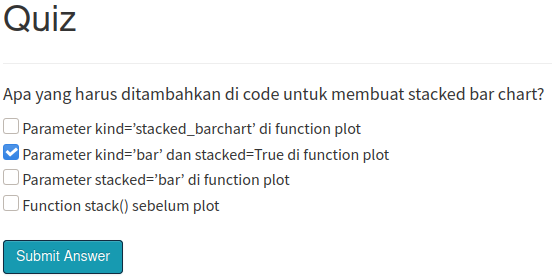 Quiz
Apa yang harus ditambahkan di code untuk membuat stacked bar chart?
Parameter kind=’stacked_barchart’ di function plot
Parameter kind=’bar’ dan stacked=True di function plot
Parameter stacked=’bar’ di function plot
Function stack() sebelum plot
Submit Answer